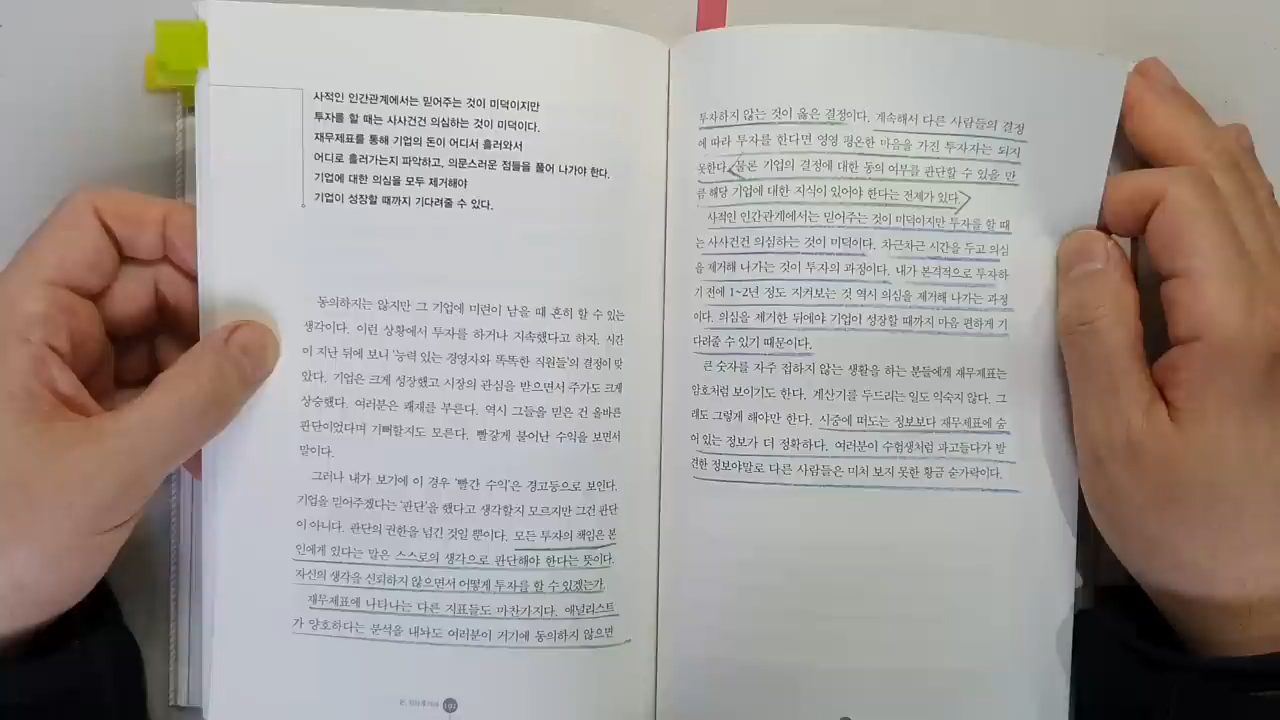 사적인 인간관계에서는 믿어주는 것이 미덕이지만
투자를 할 때는 사사건건 의심하는 것이 미덕이다.
재무제표를 통해 기업의 돈이 어디서 흘러와서
어디로 흘러가는지 파악하고, 의문스러운 점들을 풀어 나가야 한다.
기업에 대한 의심을 모두 제거해야
기업이 성장할 때까지 기다려줄 수 있다.
동의하지는 않지만 그 기업에 미련이 남을 때 흔히 할 수 있는
생각이다. 이런 상황에서 투자를 하거나 지속했다고 하자. 시간
이 지난 뒤에 보니 '능력 있는 경영자와 똑똑한 직원들'의 결정이 맞
았다. 기업은 크게 성장했고 시장의 관심을 받으면서 주가도 크게
상승했다. 여러분은 쾌재를 부른다. 역시 그들을 믿은 건 올바른
판단이었다며 기뻐할지도 모른다. 빨갛게 불어난 수익을 보면서
말이다.
그러나 내가 보기에 이 경우 '빨간 수익'은 경고등으로 보인다.
기업을 믿어주겠다는 '판단'을 했다고 생각할지 모르지만 그건 판단
이 아니다. 판단의 권한을 넘긴 것일 뿐이다. 모든 투자의 책임은 본
인에게 있다는 말은 스스로의 생각으로 판단해야 한다는 뜻이다.
자신의 생각을 신뢰하지 않으면서 어떻게 투자를 할 수 있겠는가.
재무제표에 나타나는 다른 지표들도 마찬가지다. 애널리스트
가 양호하다는 분석을 내놔도 여러분이 거기에 동의하지 않으면
투자하지 않는 것이 옳은 결정이다. 계속해서 다른 사람들의 결정
에 따라 투자를 한다면 영영 평온한 마음을 가진 투자자는 되지
못한다. 물론 기업의 결정에 대한 동의 여부를 판단할 수 있을 만
큼 해당 기업에 대한 지식이 있어야 한다는 전제가 있다.
사적인 인간관계에서는 믿어주는 것이 미덕이지만 투자를 할 때
는 사사건건 의심하는 것이 미덕이다. 차근차근 시간을 두고 의심
을 제거해 나가는 것이 투자의 과정이다. 내가 본격적으로 투자하
기 전에 1~2년 정도 지켜보는 것 역시 의심을 제거해 나가는 과정
이다. 의심을 제거한 뒤에야 기업이 성장할 때까지 마음 편하게 기
다려줄 수 있기 때문이다.
큰 숫자를 자주 접하지 않는 생활을 하는 분들에게 재무제표는
암호처럼 보이기도 한다. 계산기를 두드리는 일도 익숙지 않다. 그
래도 그렇게 해야만 한다. 시중에 떠도는 정보보다 재무제표에 숨
어 있는 정보가 더 정확하다. 여러분이 수험생처럼 파고들다가 발
견한 정보야말로 다른 사람들은 미처 보지 못한 황금 숟가락이다.